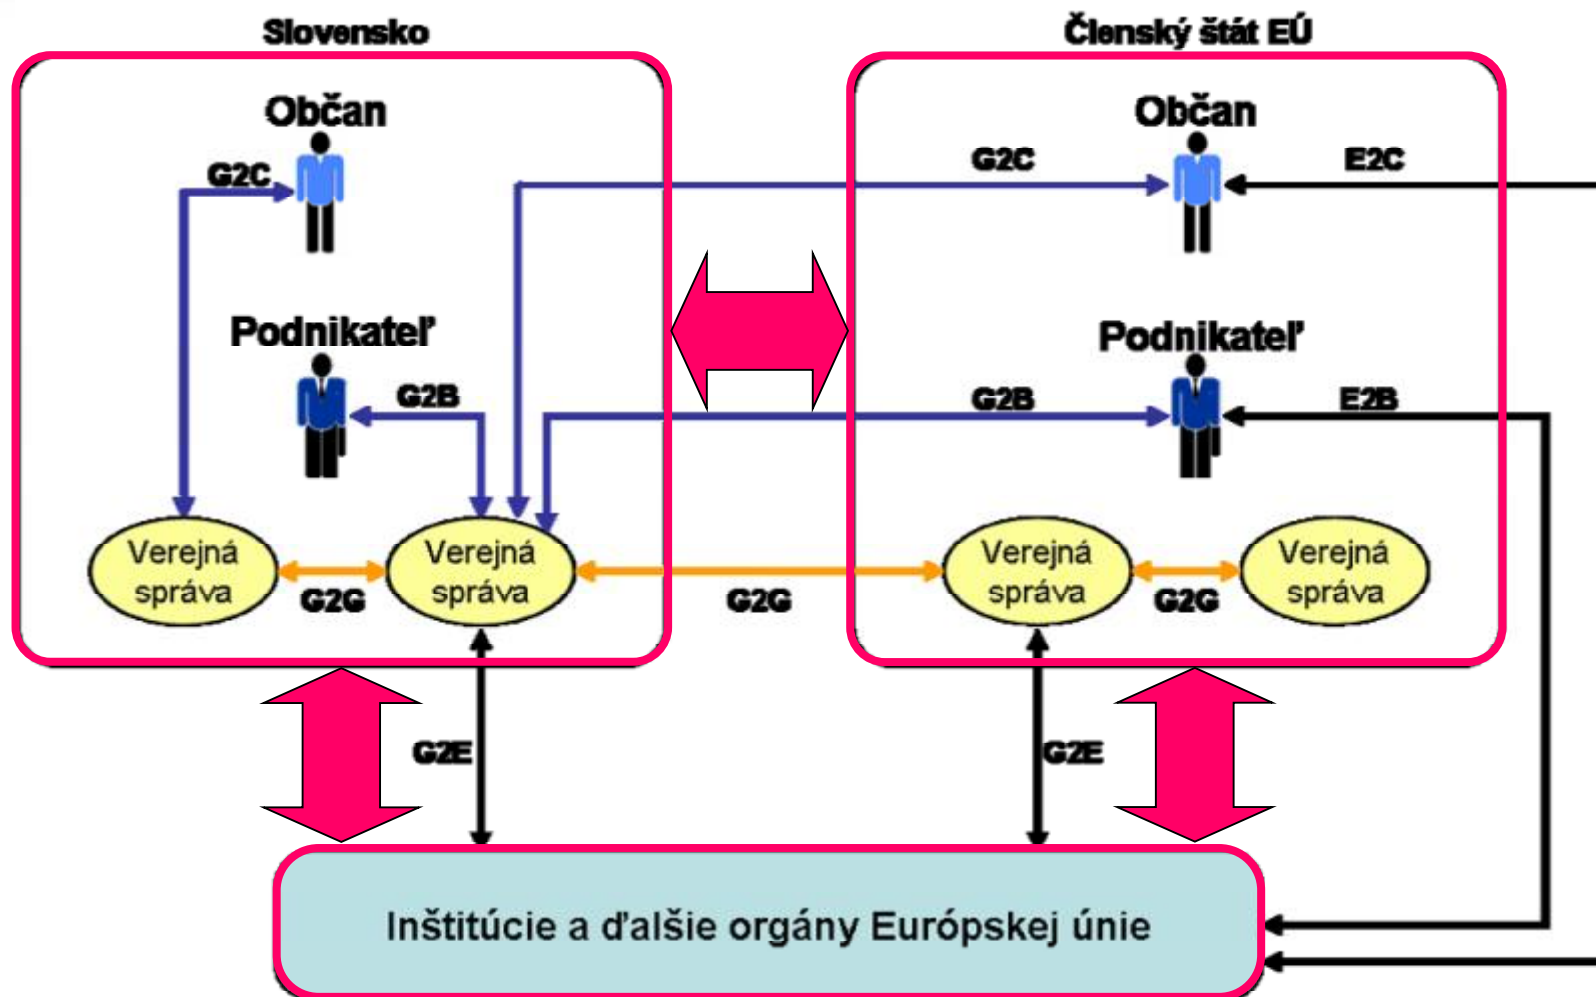 Slovensko
Členský štát EÚ
Občan
Občan
G2C
G2C
E2C
Podnikateľ
Podnikateľ
G2B
G2B
E2B
Verejná
správa
Verejná
správa
Verejná
správa
Verejná
správa
G2G
G2G
G2G
G2E
G2E
Inštitúcie a ďalšie orgány Európskej únie